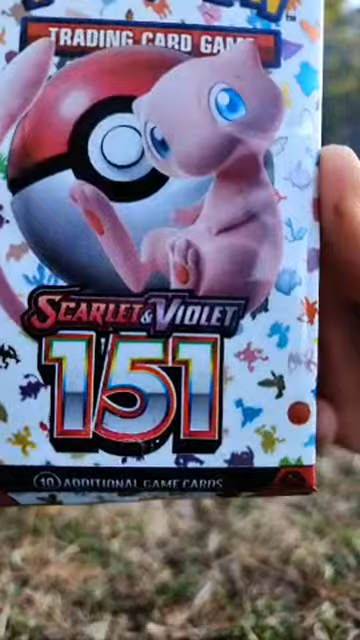 TRADING CARD GAME
SCARLET & VIOLET
151
10 ADDITIONAL GAME CARDS